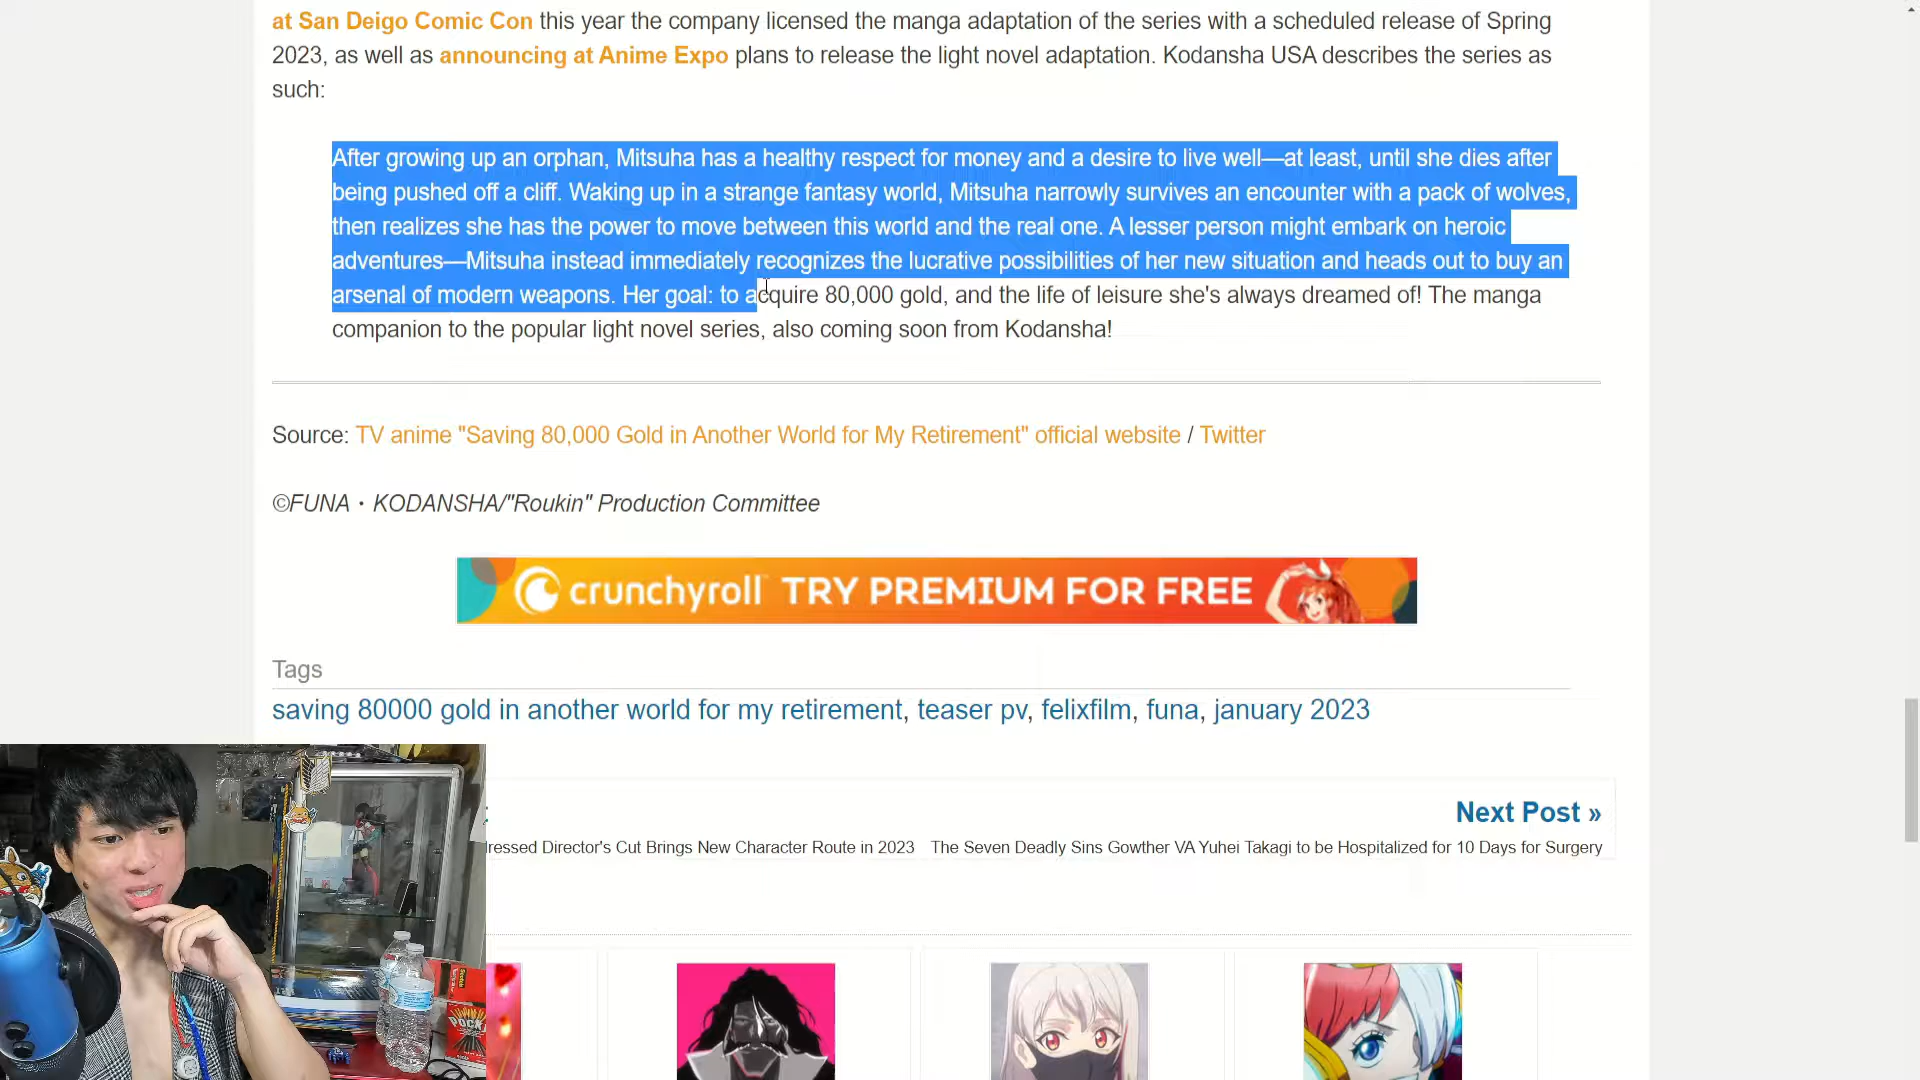 at San Deigo Comic Con this year the company licensed the manga adaptation of the series with a scheduled release of Spring
2023, as well as announcing at Anime Expo plans to release the light novel adaptation. Kodansha USA describes the series as
such:
After growing up an orphan, Mitsuha has a healthy respect for money and a desire to live well—at least, until she dies after
being pushed off a cliff. Waking up in a strange fantasy world, Mitsuha narrowly survives an encounter with a pack of wolves,
then realizes she has the power to move between this world and the real one. A lesser person might embark on heroic
adventures—Mitsuha instead immediately recognizes the lucrative possibilities of her new situation and heads out to buy an
arsenal of modern weapons. Her goal: to acquire 80,000 gold, and the life of leisure she's always dreamed of! The manga
companion to the popular light novel series, also coming soon from Kodansha!
Source: TV anime "Saving 80,000 Gold in Another World for My Retirement" official website / Twitter
©FUNA・KODANSHA/"Roukin" Production Committee
crunchyroll TRY PREMIUM FOR FREE
Tags
saving 80000 gold in another world for my retirement, teaser pv, felixfilm, funa, january 2023
Next Post »
ressed Director's Cut Brings New Character Route in 2023
The Seven Deadly Sins Gowther VA Yuhei Takagi to be Hospitalized for 10 Days for Surgery
POCK